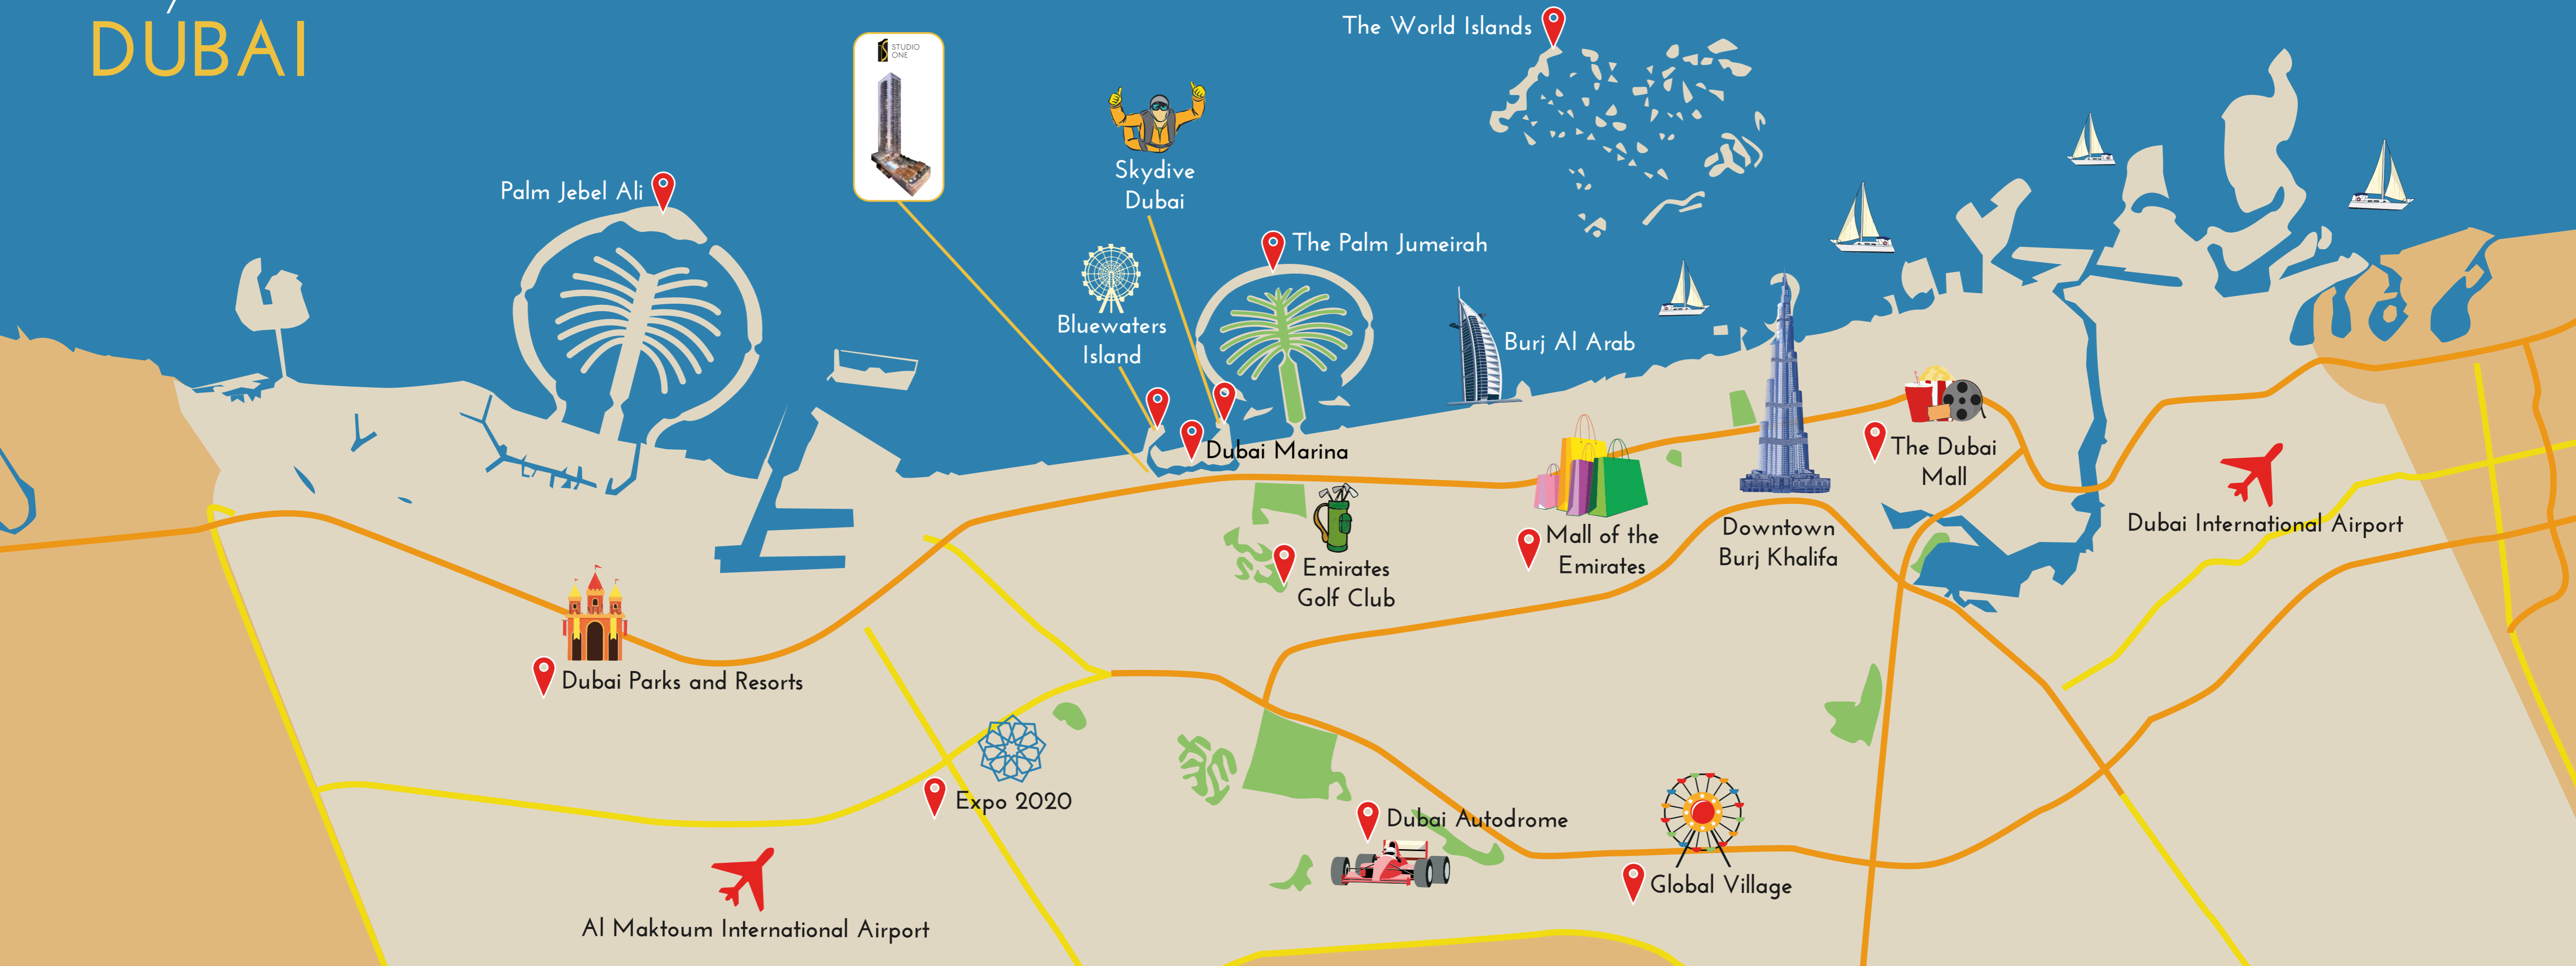 DUBAI
STUDIO
ONE
The World Islands
Skydive
Dubai
Palm Jebel Ali
The Palm Jumeirah
Bluewaters
Island
Burj Al Arab
Dubai Marina
The Dubai
Mall
Dubai International Airport
Mall of the
Emirates
Downtown
Burj Khalifa
Emirates
Golf Club
Dubai Parks and Resorts
Expo 2020
Dubai Autodrome
Global Village
Al Maktoum International Airport